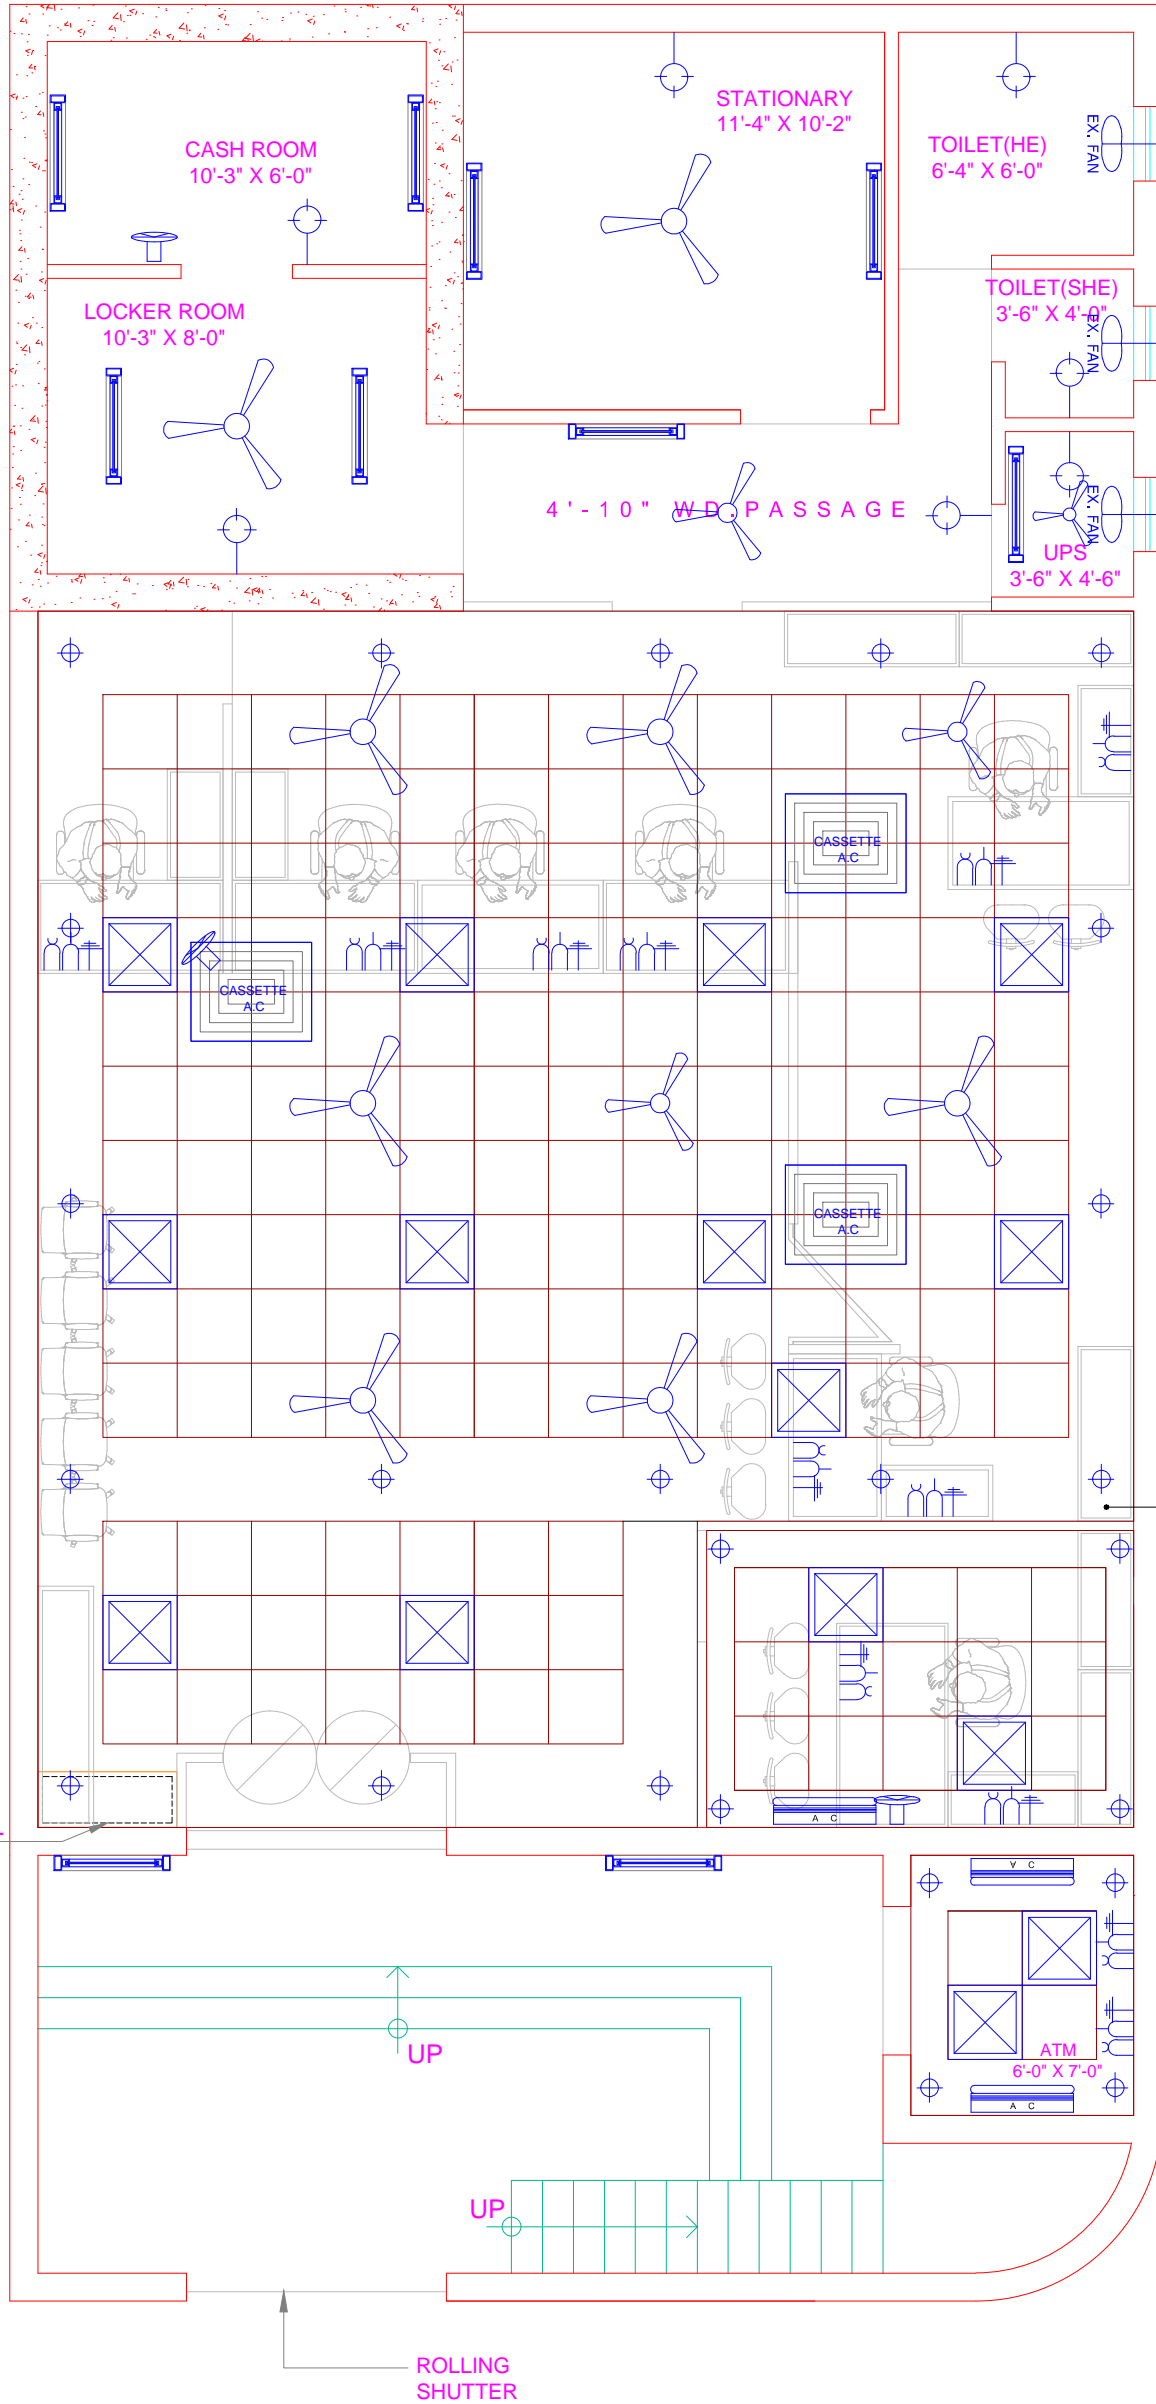 STATIONARY
11'-4" X 10'-2"
CASH ROOM
10'-3" X 6'-0"
TOILET(HE)
6'-4" X 6'-0"
EX. FAN
LOCKER ROOM
10'-3" X 8'-0"
TOILET(SHE)
3'-6" X 4'-0"
EX. FAN
4'-10" WD.PASSAGE
EX. FAN
UPS
3'-6" X 4'-6"
CASSETTE
A.C
CASSETTE
A.C
CASSETTE
A.C
A C
A C
ATM
6'-0" X 7'-0"
A C
UP
UP
ROLLING
SHUTTER